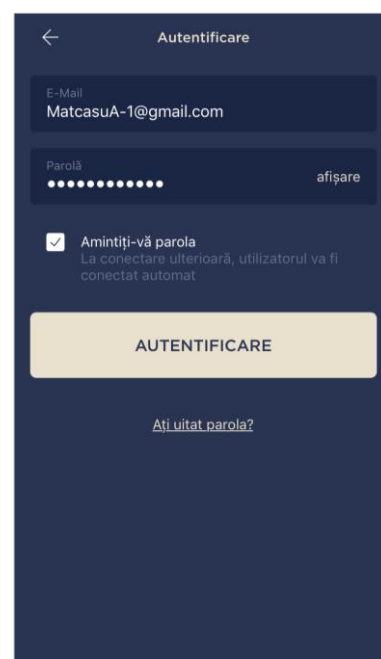 Autentificare
E-Mail
MatcasuA-1@gmail.com
Parolă
afișare
Amintiți-vă parola
La conectare ulterioară, utilizatorul va fi
conectat automat
AUTENTIFICARE
Ați uitat parola?